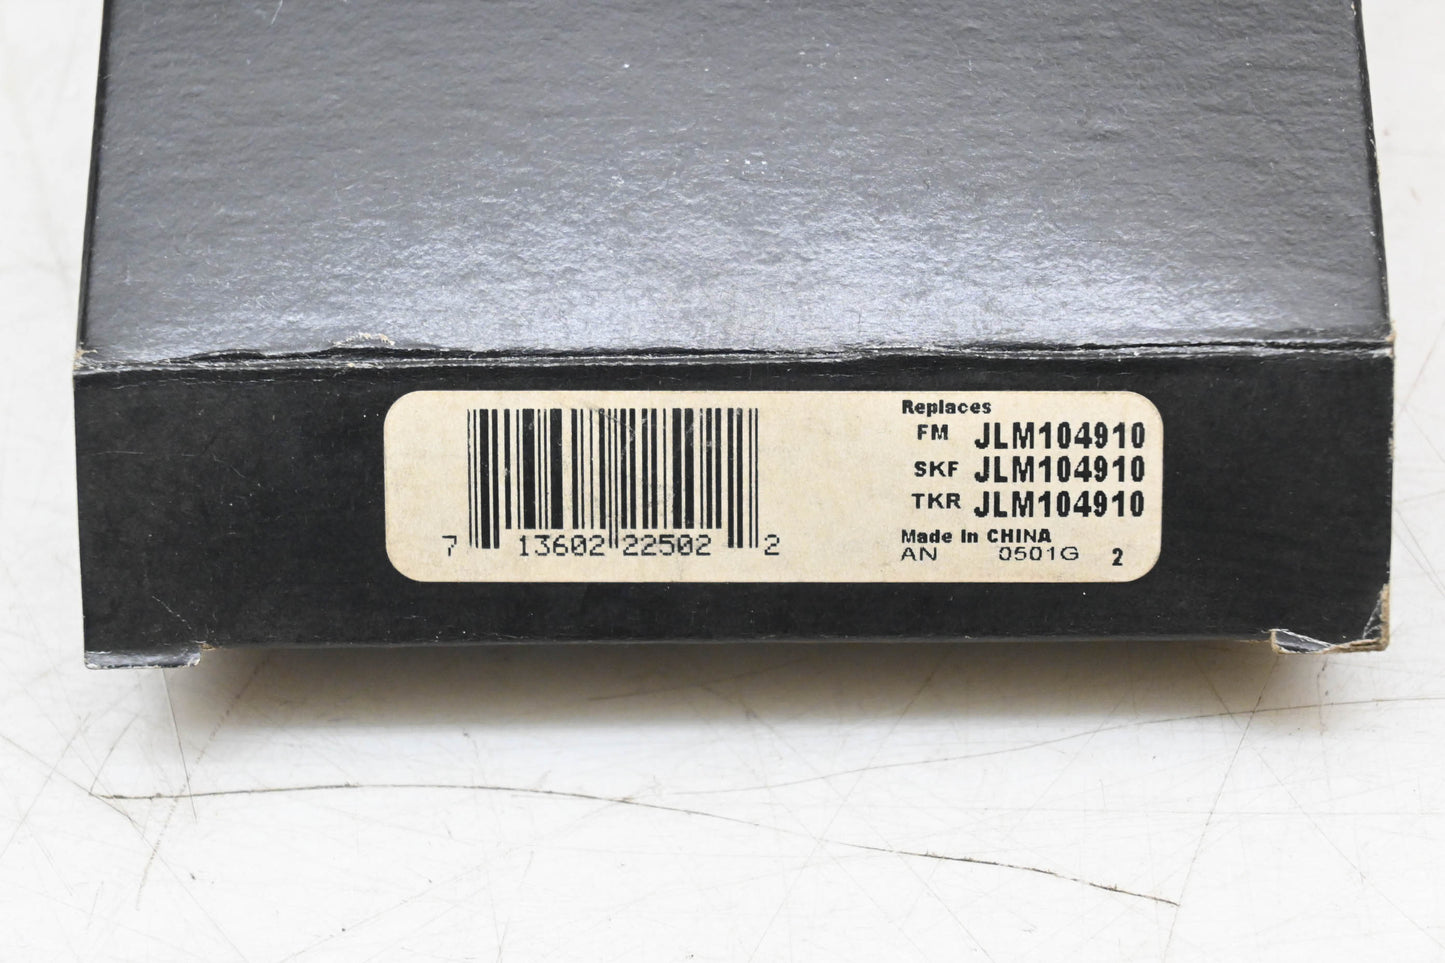 7 13602 22502 2
Replaces
FM JLM104910
SKF JLM104910
TKR JLM104910
Made In CHINA
AN 0501G 2